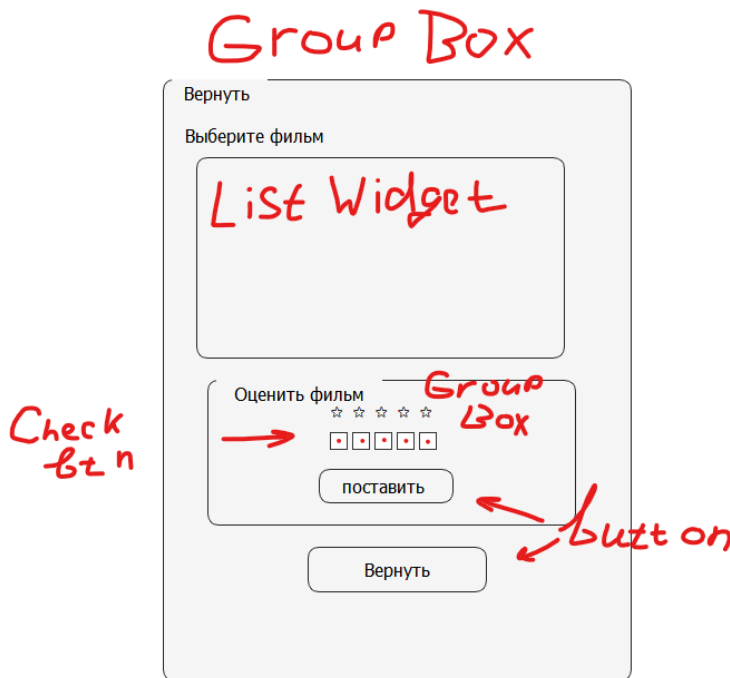 Group Box
Вернуть
Выберите фильм
List Widget
Оценить фильм
Group
Box
☆ ☆ ☆ ☆ ☆
Check
btn
поставить
button
Вернуть